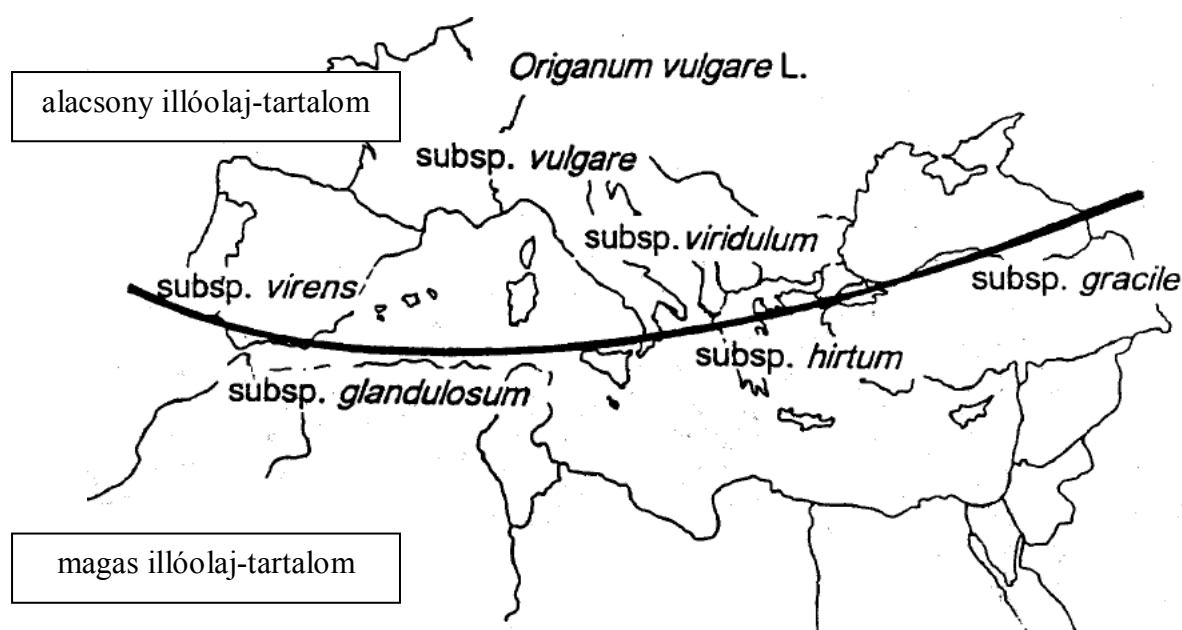 Origanum vulgare L.
alacsony illóolaj-tartalom
subsp. vulgare
subsp. viridulum
subsp. virens
subsp. gracile
subsp. hirtum
subsp. glandulosum
magas illóolaj-tartalom